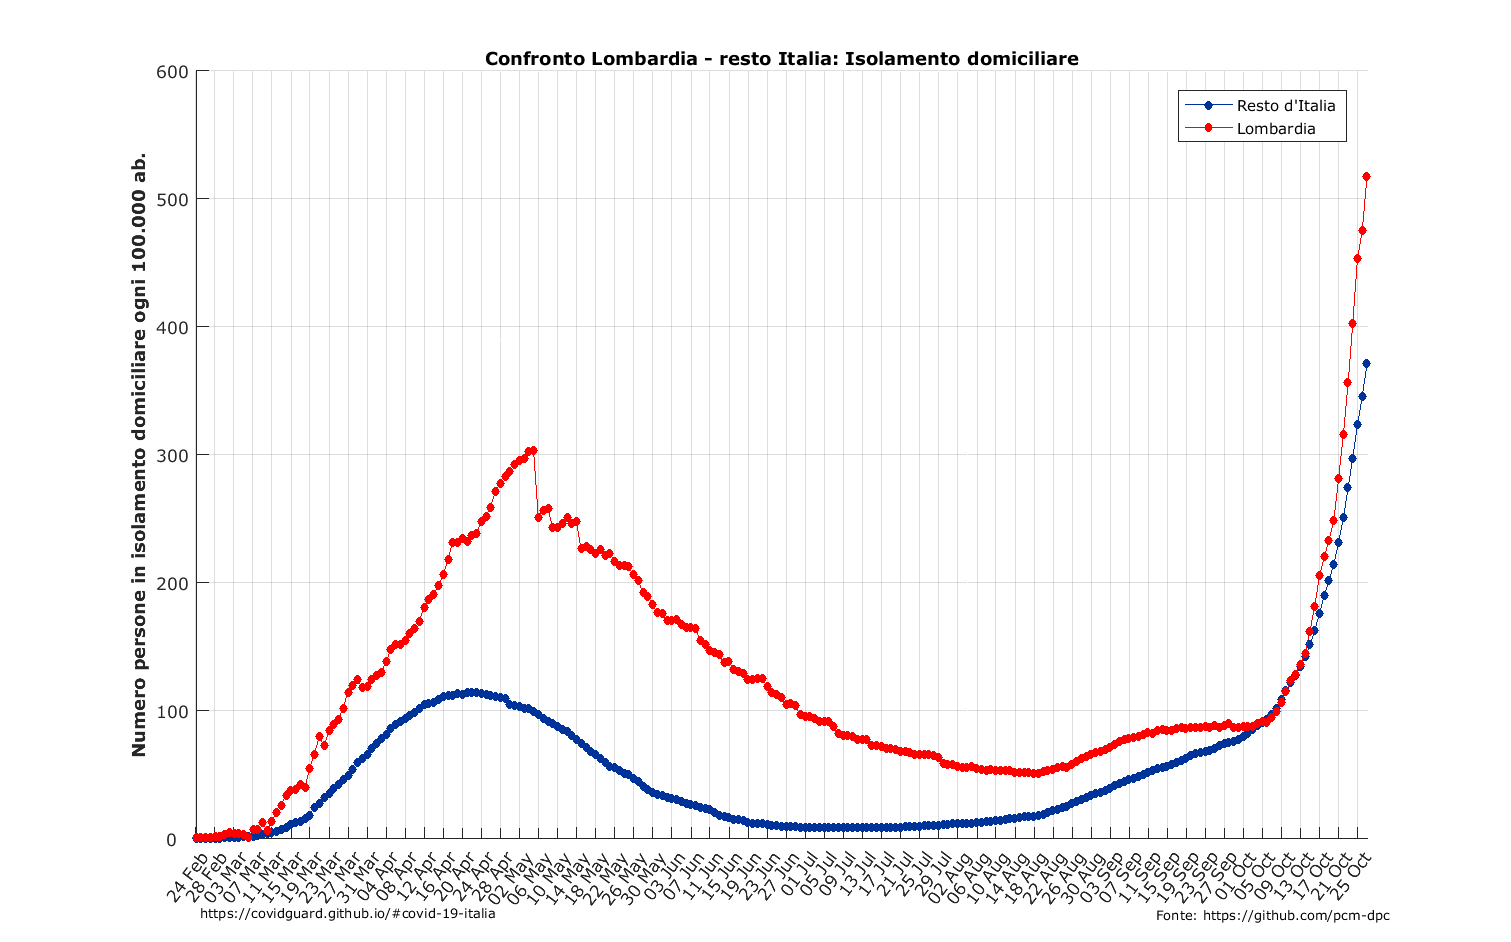 Confronto Lombardia - resto Italia: Isolamento domiciliare
Numero persone in isolamento domiciliare ogni 100.000 ab.
600
500
400
300
200
100
0
Resto d'Italia
Lombardia
24 Feb
28 Feb
03 Mar
07 Mar
11 Mar
15 Mar
19 Mar
23 Mar
27 Mar
31 Mar
04 Apr
08 Apr
12 Apr
16 Apr
20 Apr
24 Apr
28 Apr
02 May
06 May
10 May
14 May
18 May
22 May
26 May
30 May
03 Jun
07 Jun
11 Jun
15 Jun
19 Jun
23 Jun
27 Jun
01 Jul
05 Jul
09 Jul
13 Jul
17 Jul
21 Jul
25 Jul
29 Jul
02 Aug
06 Aug
10 Aug
14 Aug
18 Aug
22 Aug
26 Aug
30 Aug
03 Sep
07 Sep
11 Sep
15 Sep
19 Sep
23 Sep
27 Sep
01 Oct
05 Oct
09 Oct
13 Oct
17 Oct
21 Oct
25 Oct
https://covidguard.github.io/#covid-19-italia
Fonte: https://github.com/pcm-dpc